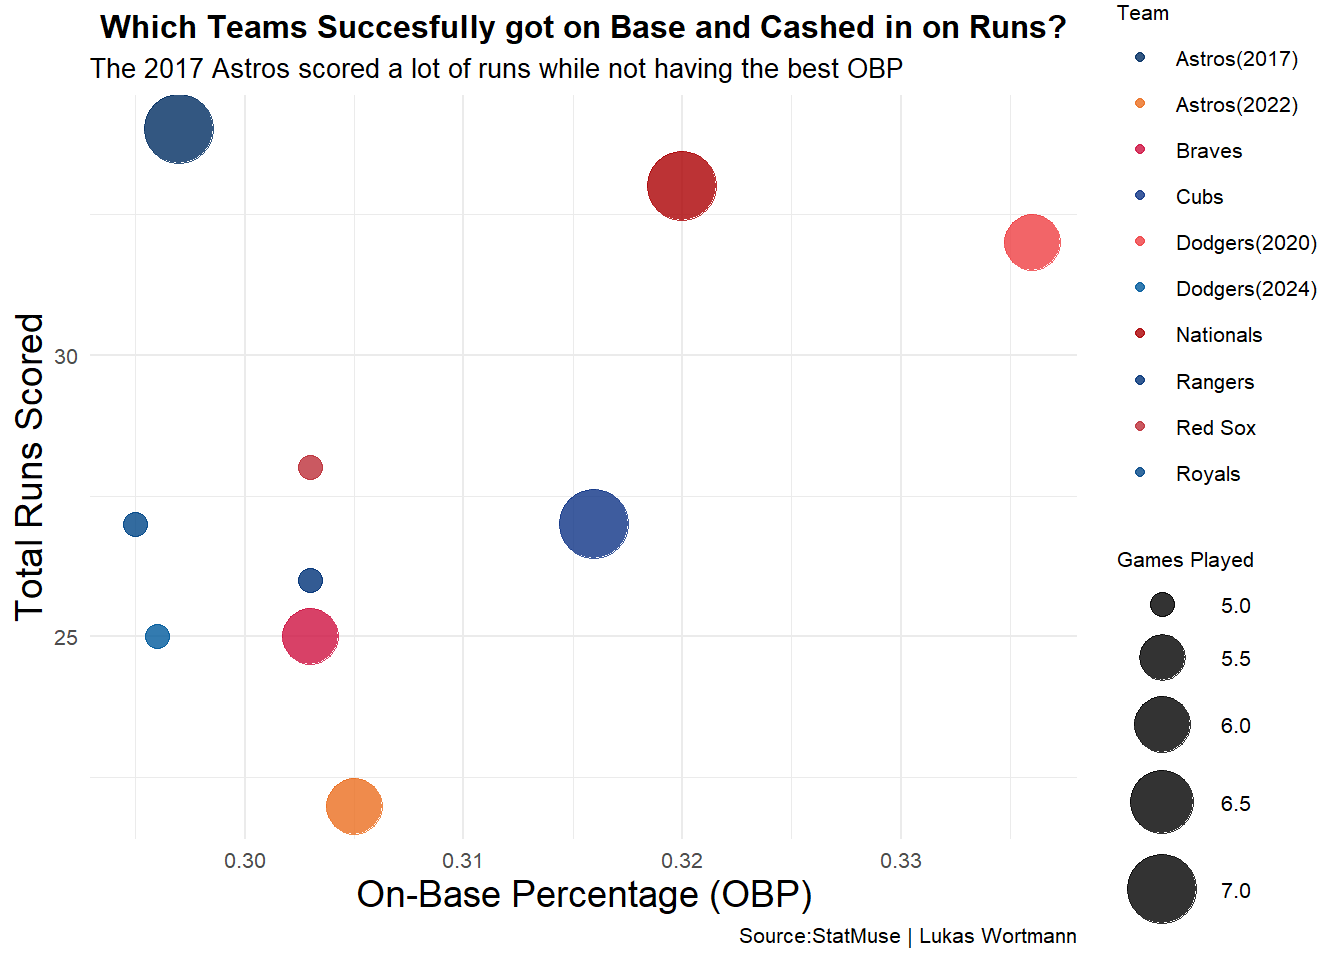 Which Teams Succesfully got on Base and Cashed in on Runs?
The 2017 Astros scored a lot of runs while not having the best OBP
Total Runs Scored
30
25
0.30
0.31
0.32
0.33
On-Base Percentage (OBP)
Source:StatMuse | Lukas Wortmann
Team
Astros(2017)
Astros(2022)
Braves
Cubs
Dodgers(2020)
Dodgers(2024)
Nationals
Rangers
Red Sox
Royals
Games Played
5.0
5.5
6.0
6.5
7.0